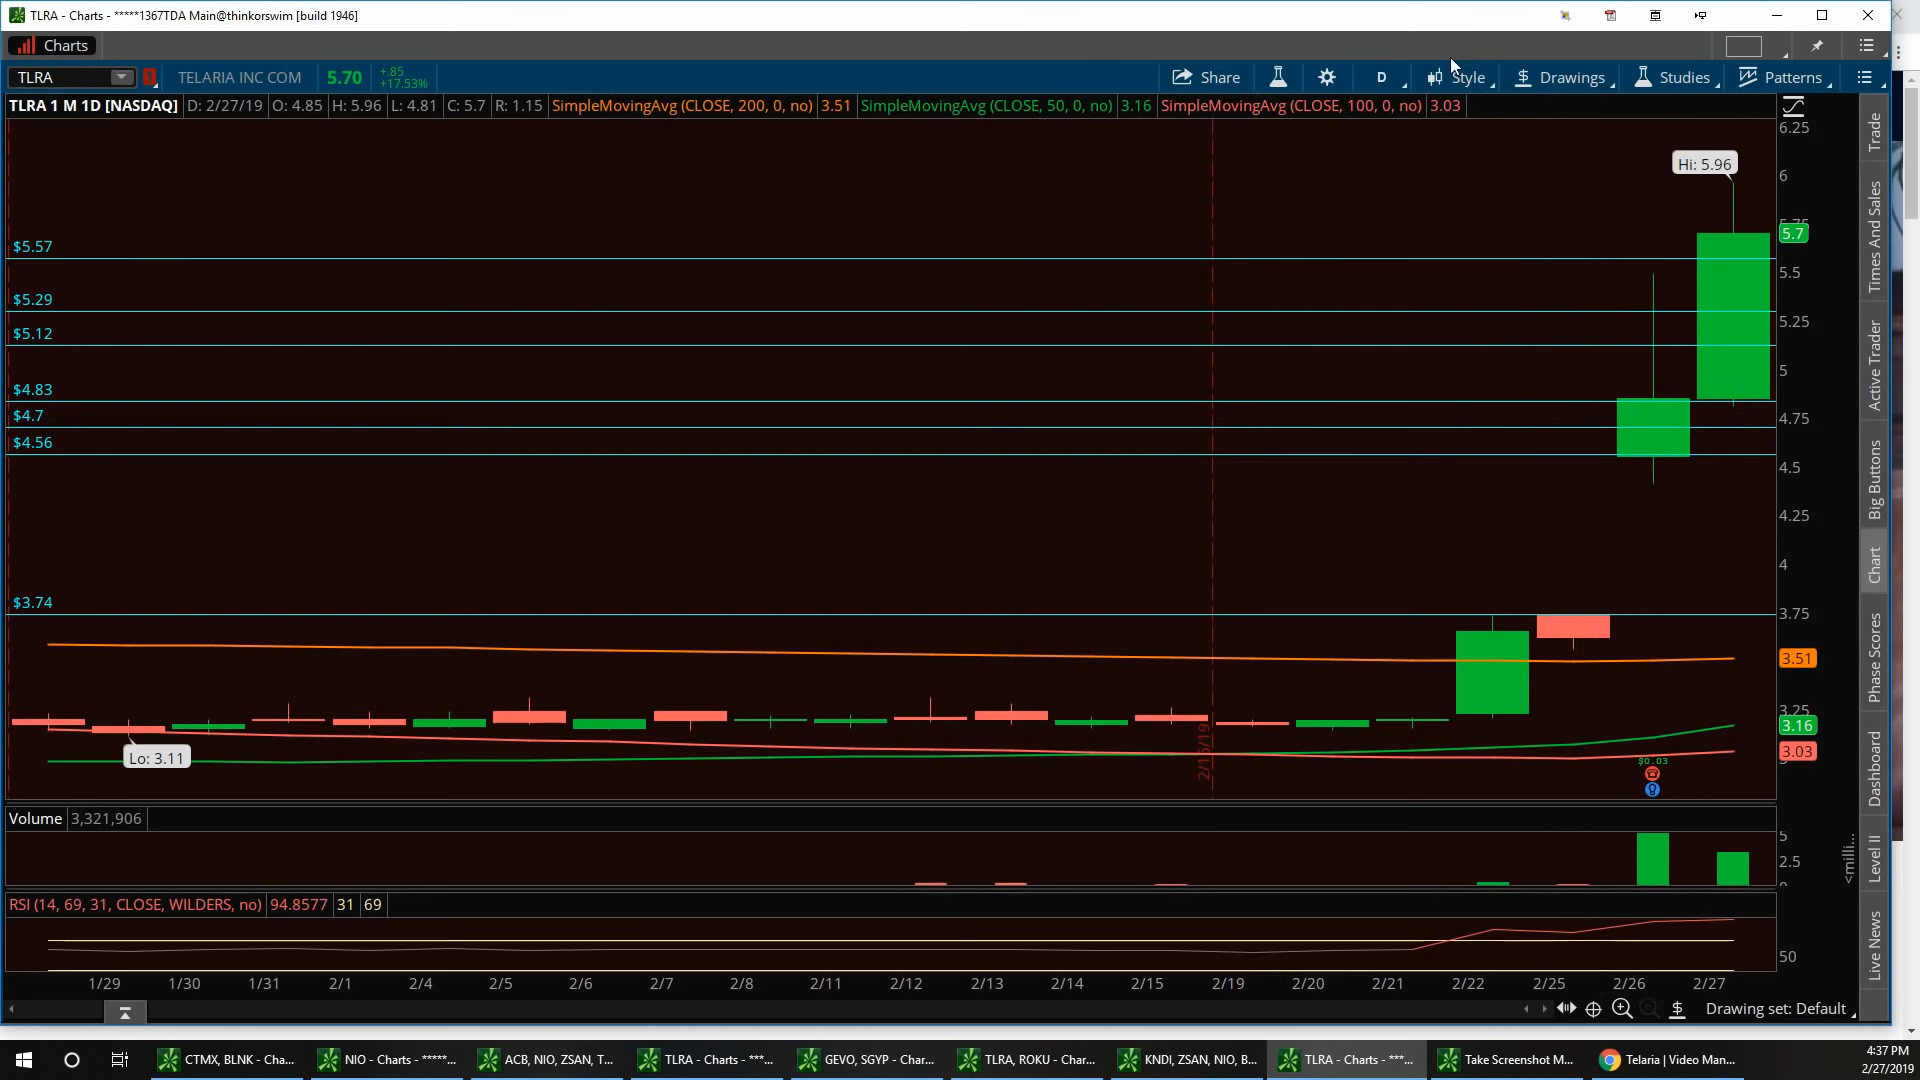 TLRA - Charts - *****1367TDA Main@thinkorswim [build 1946]
Charts
TLRA 1 TELARIA INC COM 5.70 +.85 +17.53% Share D Style Drawings Studies Patterns
TLRA 1 M 1D [NASDAQ] D: 2/27/19 O: 4.85 H: 5.96 L: 4.81 C: 5.7 R: 1.15 SimpleMovingAvg (CLOSE, 200, 0, no) 3.51 SimpleMovingAvg (CLOSE, 50, 0, no) 3.16 SimpleMovingAvg (CLOSE, 100, 0, no) 3.03
6.25
Hi: 5.96
6
5.75
5.7
$5.57
5.5
$5.29
5.25
$5.12
5
$4.83
4.75
$4.7
$4.56
4.5
4.25
4
$3.74
3.75
3.51
3.25
3.16
Lo: 3.11
2/15/19
$0.03
3.03
3
Volume 3,321,906
5
2.5
0
<milli...
RSI (14, 69, 31, CLOSE, WILDERS, no) 94.8577 31 69
50
1/29 1/30 1/31 2/1 2/4 2/5 2/6 2/7 2/8 2/11 2/12 2/13 2/14 2/15 2/19 2/20 2/21 2/22 2/25 2/26 2/27
Drawing set: Default
Trade
Times And Sales
Active Trader
Big Buttons
Chart
Phase Scores
Dashboard
Level II
Live News
CTMX, BLNK - Cha... NIO - Charts - *****... ACB, NIO, ZSAN, T... TLRA - Charts - ***... GEVO, SGYP - Char... TLRA, ROKU - Char... KNDI, ZSAN, NIO, B... TLRA - Charts - ***... Take Screenshot M... Telaria | Video Man...
4:37 PM
2/27/2019